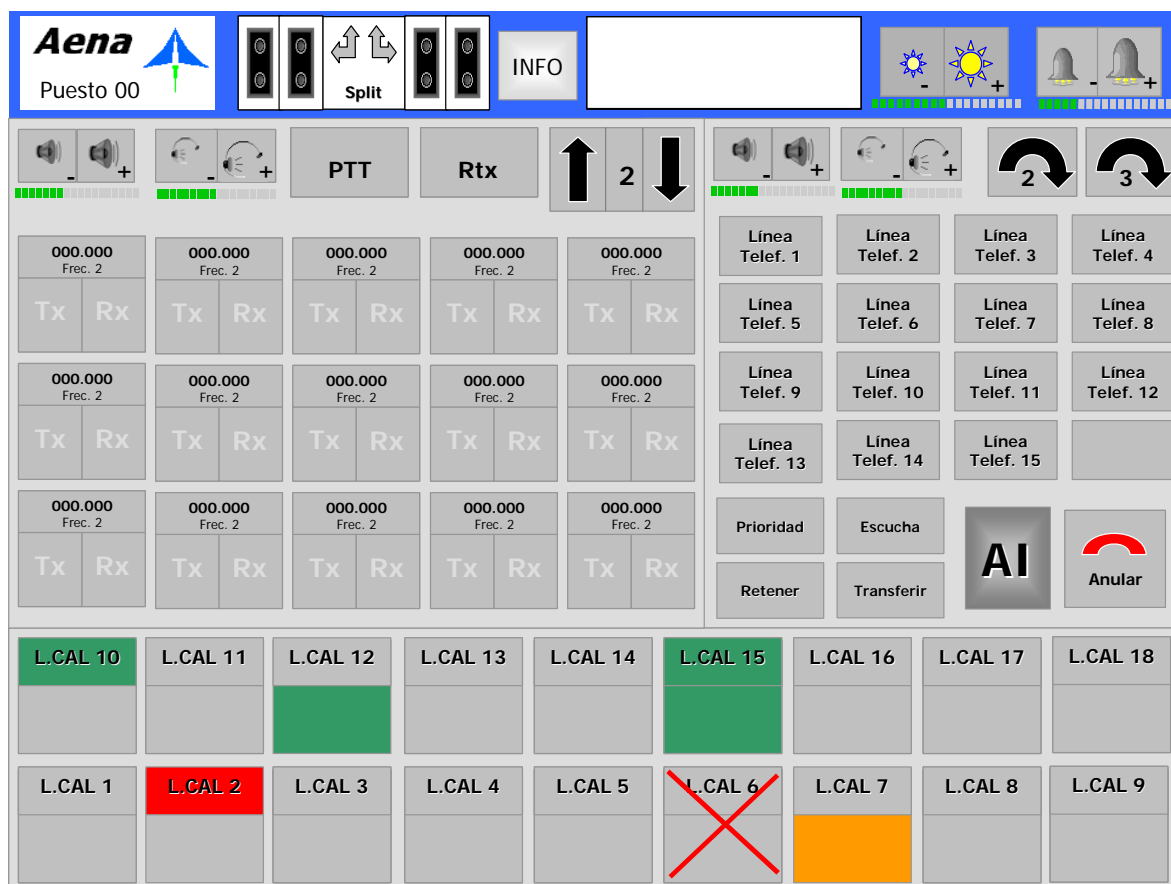 Aena
Puesto 00
Split
INFO
- +
- +
- +
- +
PTT
Rtx
2
- +
- +
2
3
000.000 000.000 000.000 000.000 000.000
Frec. 2 Frec. 2 Frec. 2 Frec. 2 Frec. 2
Tx Rx Tx Rx Tx Rx Tx Rx Tx Rx
000.000 000.000 000.000 000.000 000.000
Frec. 2 Frec. 2 Frec. 2 Frec. 2 Frec. 2
Tx Rx Tx Rx Tx Rx Tx Rx Tx Rx
000.000 000.000 000.000 000.000 000.000
Frec. 2 Frec. 2 Frec. 2 Frec. 2 Frec. 2
Tx Rx Tx Rx Tx Rx Tx Rx Tx Rx
Línea Línea Línea Línea
Telef. 1 Telef. 2 Telef. 3 Telef. 4
Línea Línea Línea Línea
Telef. 5 Telef. 6 Telef. 7 Telef. 8
Línea Línea Línea Línea
Telef. 9 Telef. 10 Telef. 11 Telef. 12
Línea Línea Línea
Telef. 13 Telef. 14 Telef. 15
Prioridad Escucha
Retener Transferir
AI
Anular
L.CAL 10 L.CAL 11 L.CAL 12 L.CAL 13 L.CAL 14 L.CAL 15 L.CAL 16 L.CAL 17 L.CAL 18
L.CAL 1 L.CAL 2 L.CAL 3 L.CAL 4 L.CAL 5 L.CAL 6 L.CAL 7 L.CAL 8 L.CAL 9